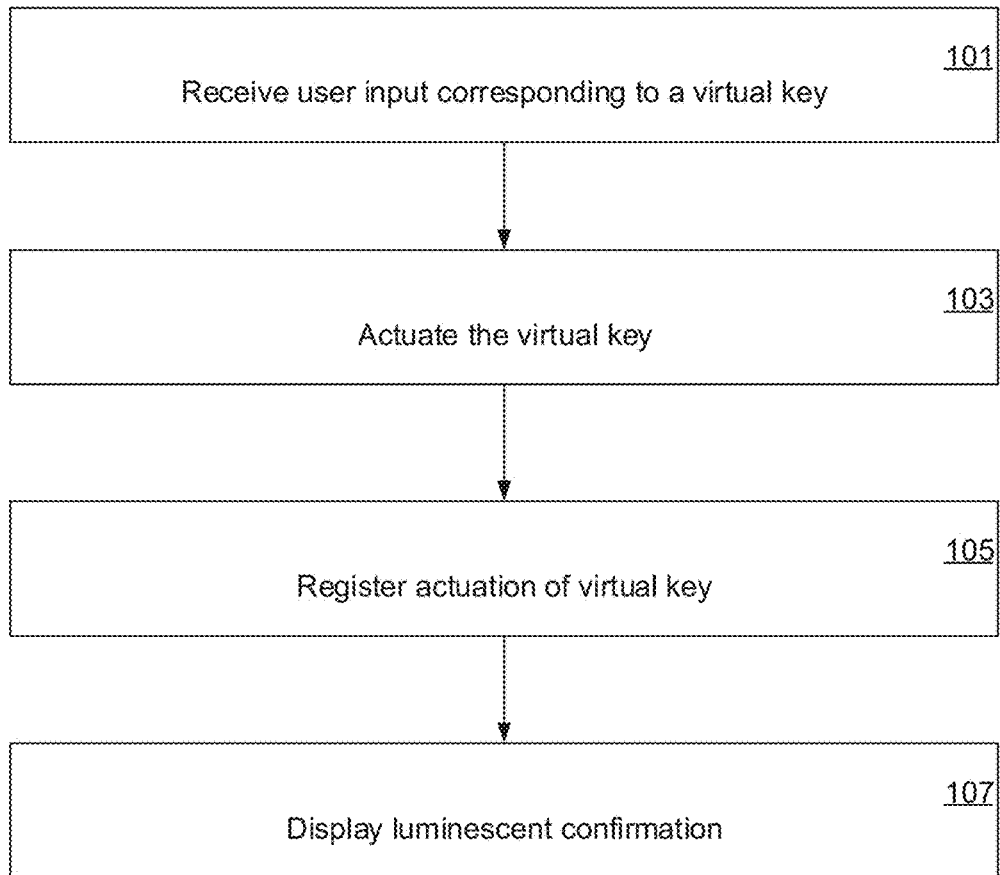 101
Receive user input corresponding to a virtual key
103
Actuate the virtual key
105
Register actuation of virtual key
107
Display luminescent confirmation